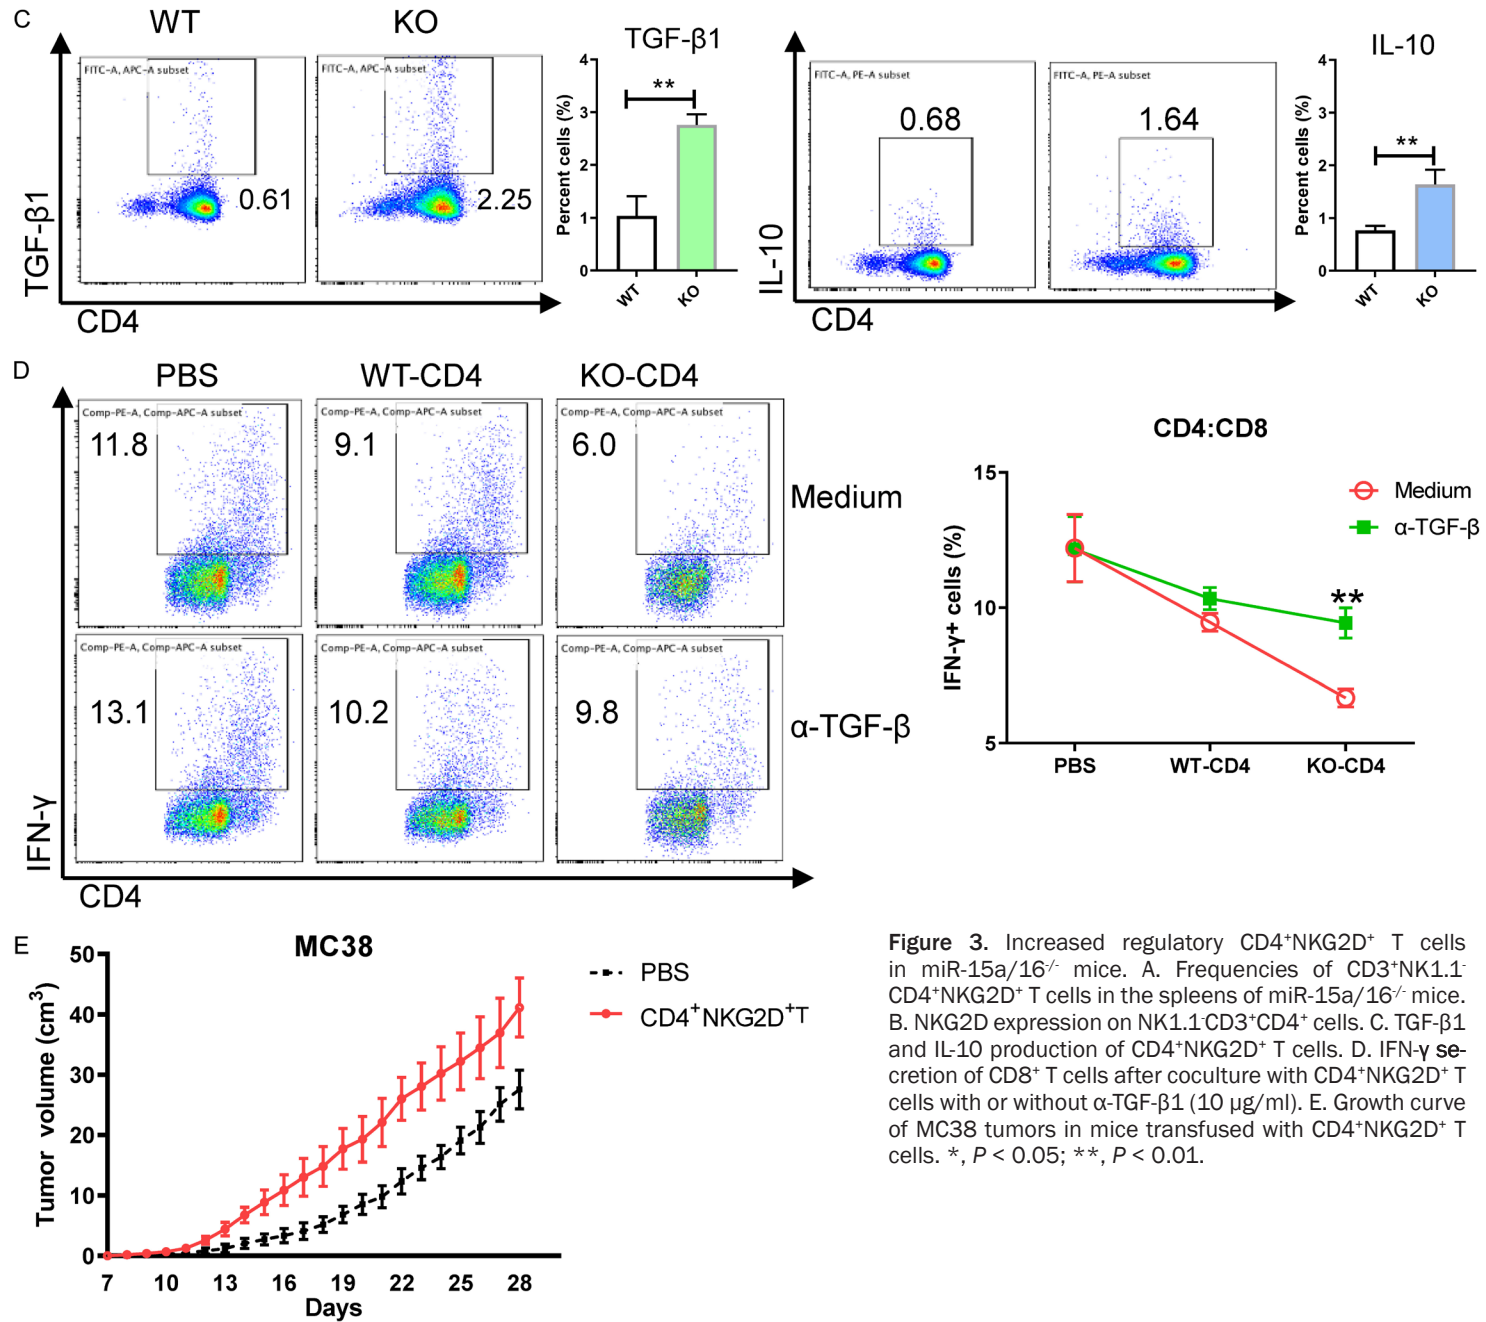 C
WT
KO
TGF-β1
FITC-A, APC-A subset
0.61
FITC-A, APC-A subset
2.25
CD4
TGF-β1
Percent cells (%)
4
3
2
1
0
**
WT
KO
IL-10
FITC-A, PE-A subset
0.68
FITC-A, PE-A subset
1.64
CD4
IL-10
Percent cells (%)
4
3
2
1
0
**
WT
KO
D
PBS
WT-CD4
KO-CD4
Comp-PE-A, Comp-APC-A subset
11.8
Comp-PE-A, Comp-APC-A subset
9.1
Comp-PE-A, Comp-APC-A subset
6.0
Medium
Comp-PE-A, Comp-APC-A subset
13.1
Comp-PE-A, Comp-APC-A subset
10.2
Comp-PE-A, Comp-APC-A subset
9.8
α-TGF-β
IFN-γ
CD4
CD4:CD8
IFN-γ+ cells (%)
15
10
5
Medium
α-TGF-β
**
PBS
WT-CD4
KO-CD4
E
MC38
Tumor volume (cm³)
50
40
30
20
10
0
7 10 13 16 19 22 25 28
Days
PBS
CD4⁺NKG2D⁺T
Figure 3. Increased regulatory CD4⁺NKG2D⁺ T cells
in miR-15a/16⁻/⁻ mice. A. Frequencies of CD3⁺NK1.1⁻
CD4⁺NKG2D⁺ T cells in the spleens of miR-15a/16⁻/⁻ mice.
B. NKG2D expression on NK1.1⁻CD3⁺CD4⁺ cells. C. TGF-β1
and IL-10 production of CD4⁺NKG2D⁺ T cells. D. IFN-γ se-
cretion of CD8⁺ T cells after coculture with CD4⁺NKG2D⁺ T
cells with or without α-TGF-β1 (10 µg/ml). E. Growth curve
of MC38 tumors in mice transfused with CD4⁺NKG2D⁺ T
cells. *, P < 0.05; **, P < 0.01.